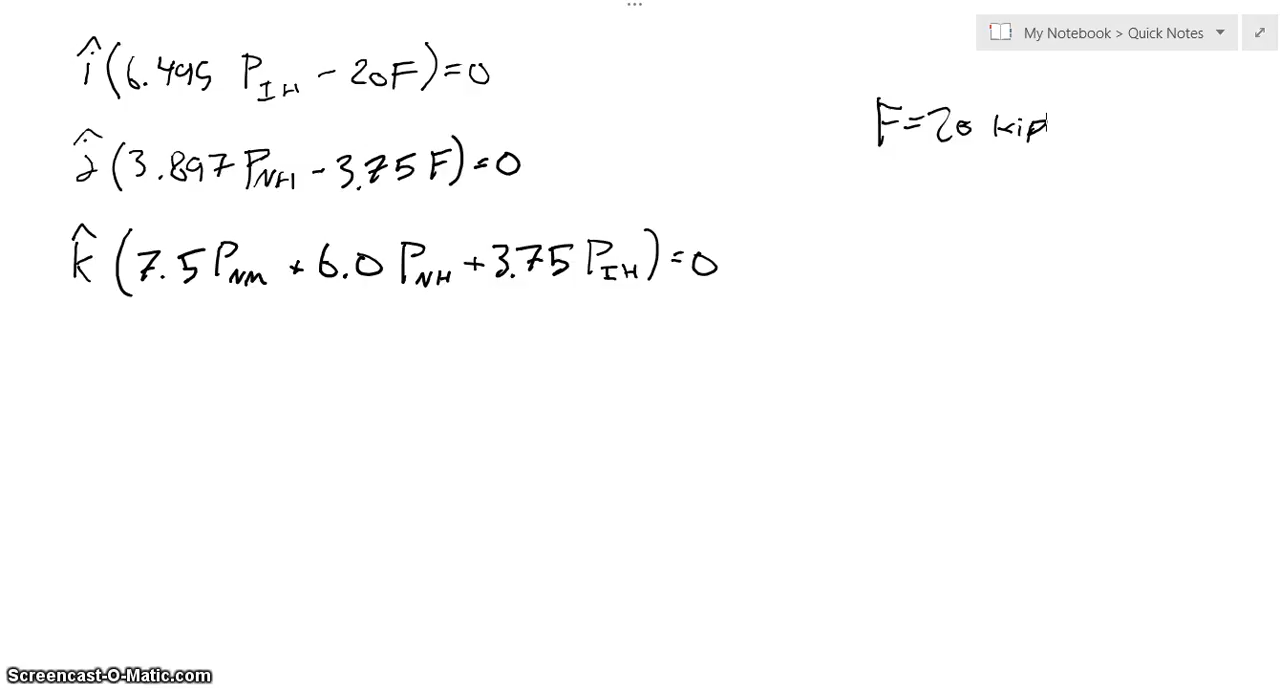 My Notebook > Quick Notes
î(6.495 P_IH - 20F)=0
F=20 kip
ĵ(3.897 P_NH - 3.75 F)=0
k̂(7.5 P_NM + 6.0 P_NH + 3.75 P_IH)=0
Screencast-O-Matic.com